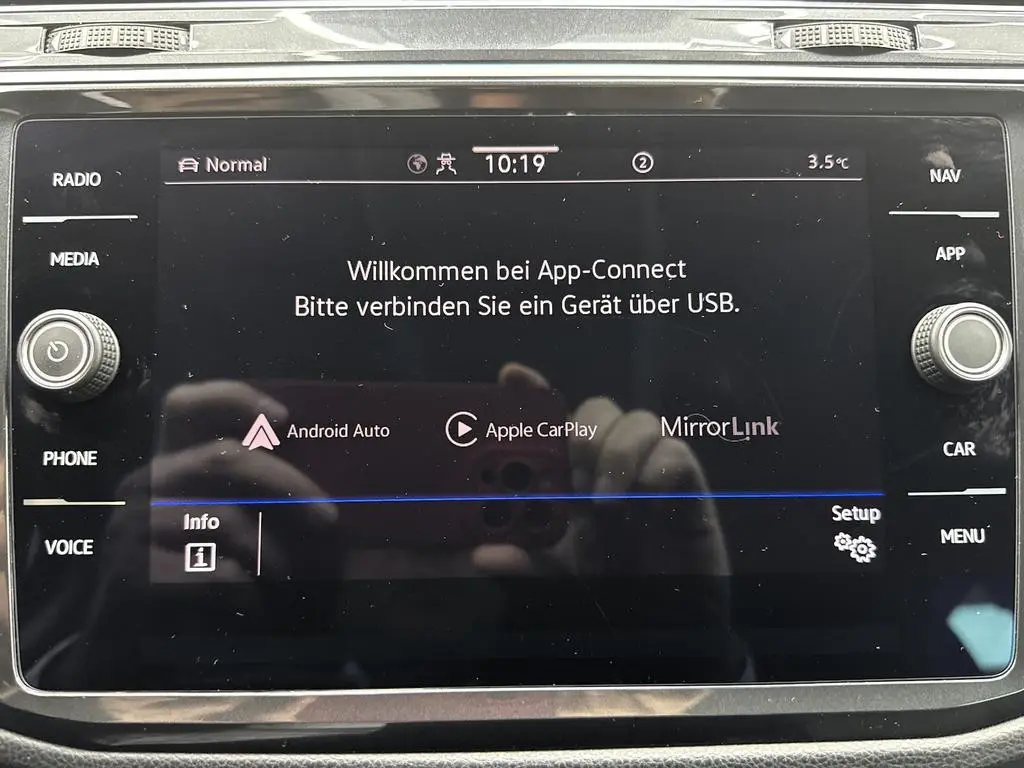 RADIO
MEDIA
PHONE
VOICE
Normal
10:19
2
3.5°C
Willkommen bei App-Connect
Bitte verbinden Sie ein Gerät über USB.
Android Auto
Apple CarPlay
MirrorLink
Info
i
Setup
NAV
APP
CAR
MENU